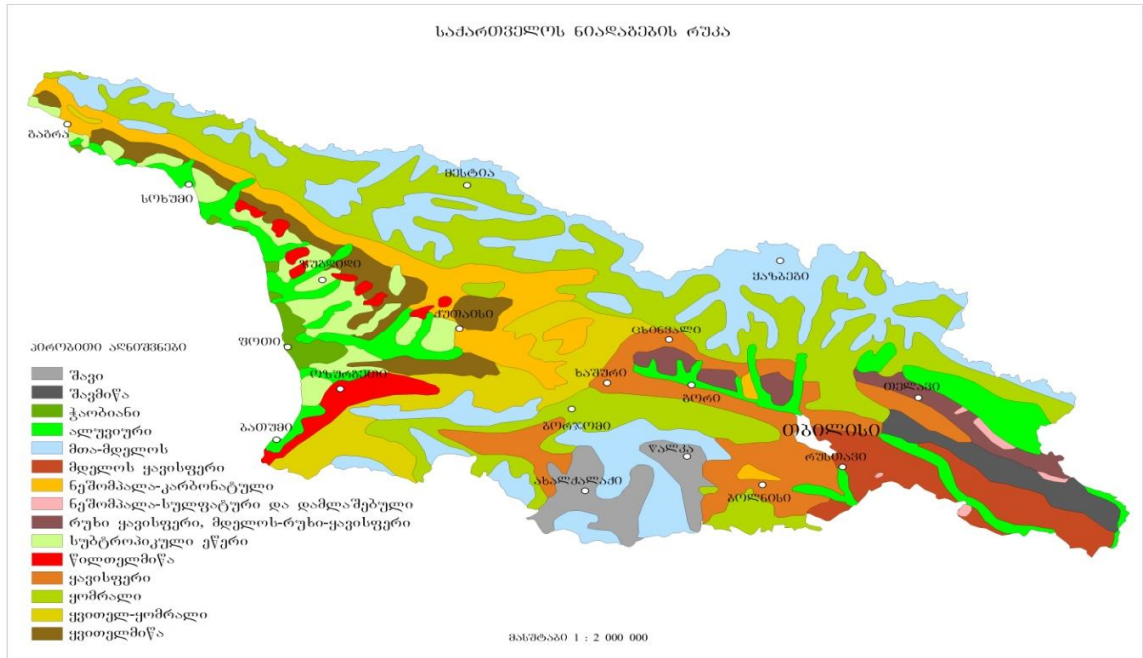 საქართველოს ნიადაგების რუკა
გაგრა
მესტია
სოხუმი
ყაზბეგი
ზუგდიდი
ქუთაისი
ფოთი
ცხინვალი
ოზურგეთი
ხაშური
გორი
თელავი
ბათუმი
ბორჯომი
თბილისი
წალკა
რუსთავი
ახალქალაქი
ბოლნისი
პირობითი აღნიშვნები
შავი
შავმიწა
ჭაობიანი
ალუვიური
მთა-მდელოს
მდელოს ყავისფერი
ნეშომპალა-კარბონატული
ნეშომპალა-სულფატური და დამლაშებული
რუხი ყავისფერი, მდელოს-რუხი-ყავისფერი
სუბტროპიკული ეწერი
წითელმიწა
ყავისფერი
ყომრალი
ყვითელ-ყომრალი
ყვითელმიწა
მასშტაბი 1 : 2 000 000